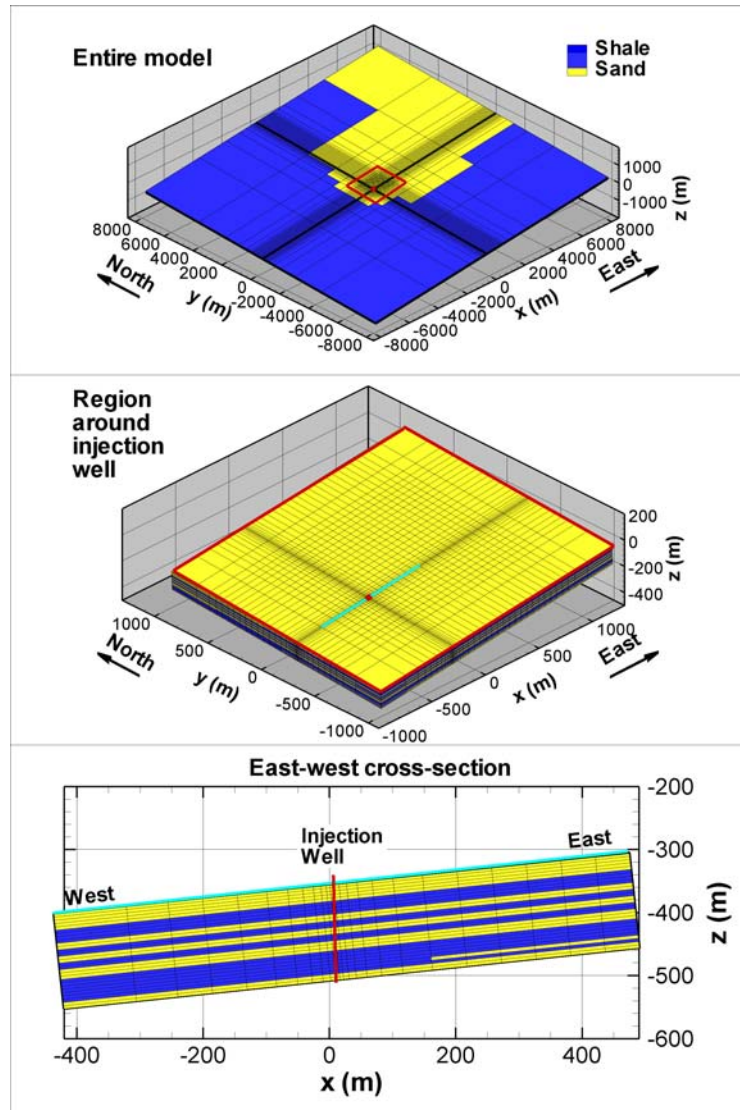 Entire model
Shale
Sand
1000
0
-1000
z (m)
8000
6000
4000
2000
0
-2000
-4000
-6000
-8000
North
y (m)
8000
6000
4000
2000
0
-2000
-4000
-6000
-8000
East
x (m)
Region
around
injection
well
200
0
-200
-400
z (m)
1000
500
0
-500
-1000
North
y (m)
1000
500
0
-500
-1000
East
x (m)
East-west cross-section
-200
-300
-400
-500
-600
z (m)
Injection
Well
East
West
-400
-200
0
200
400
x (m)